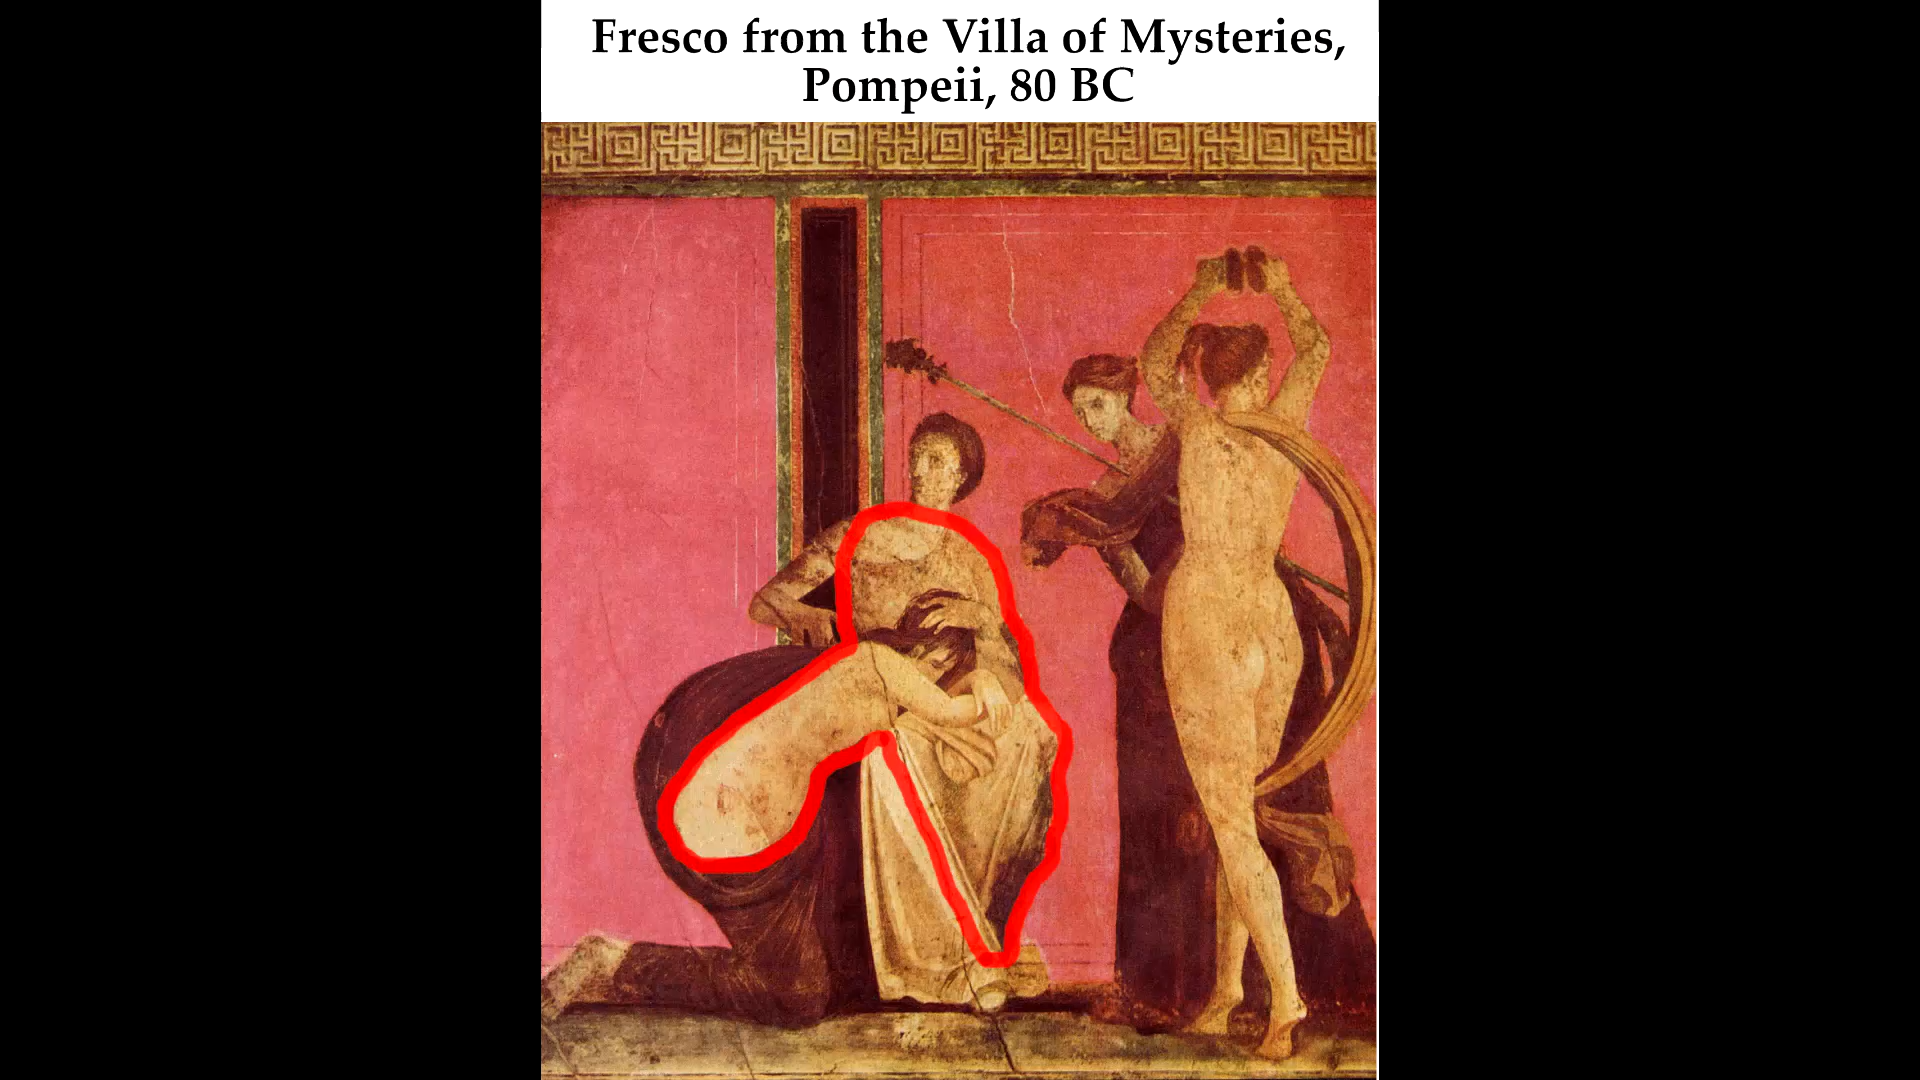 Fresco from the Villa of Mysteries,
Pompeii, 80 BC